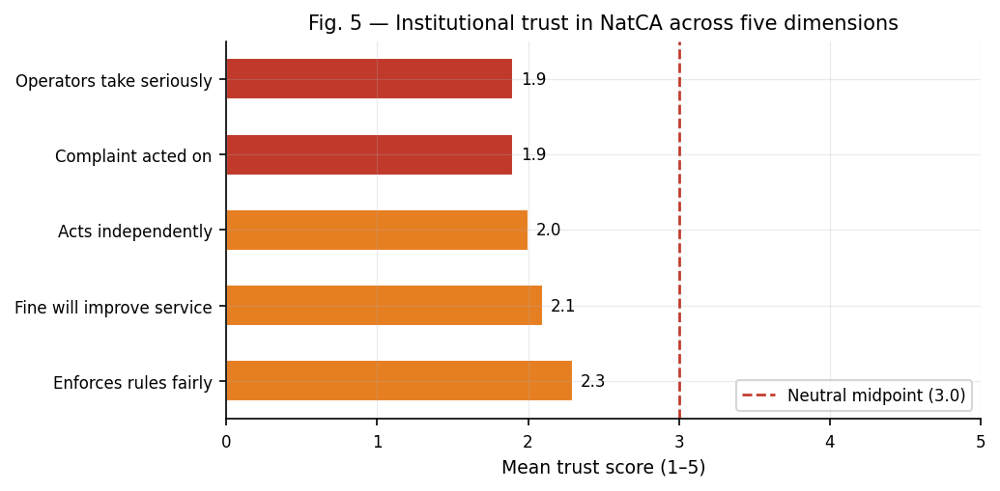 Fig. 5 — Institutional trust in NatCA across five dimensions
Operators take seriously 1.9
Complaint acted on 1.9
Acts independently 2.0
Fine will improve service 2.1
Enforces rules fairly 2.3
Neutral midpoint (3.0)
0 1 2 3 4 5
Mean trust score (1–5)